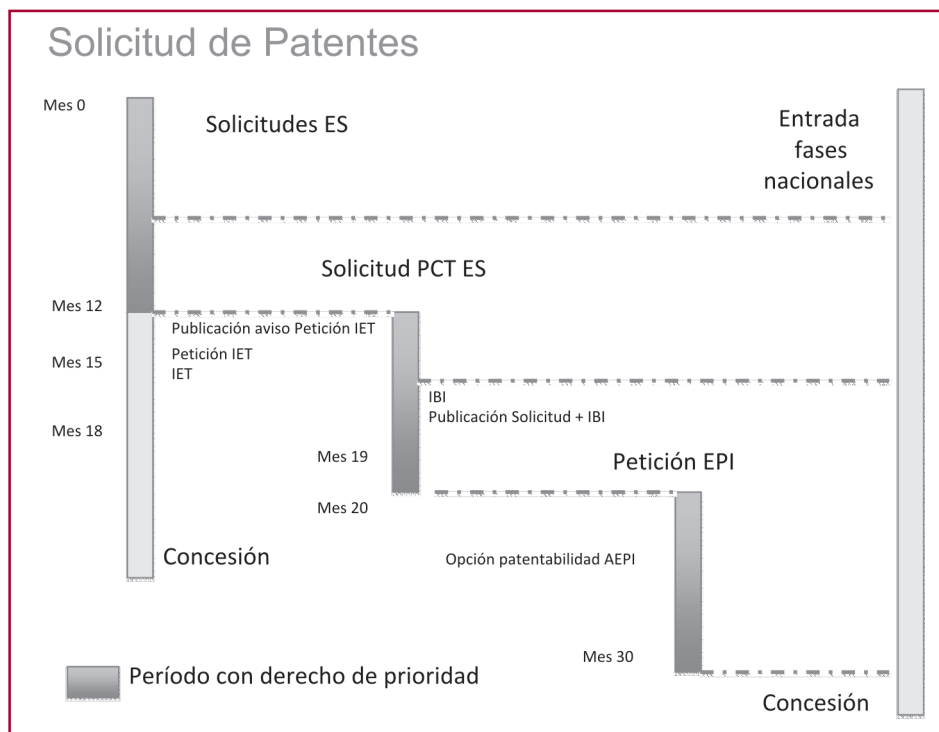 Solicitud de Patentes
Mes 0
Solicitudes ES
Entrada
fases
nacionales
Solicitud PCT ES
Mes 12
Publicación aviso Petición IET
Mes 15
Petición IET
IET
IBI
Publicación Solicitud + IBI
Mes 18
Mes 19
Petición EPI
Mes 20
Concesión
Opción patentabilidad AEPI
Mes 30
Período con derecho de prioridad
Concesión